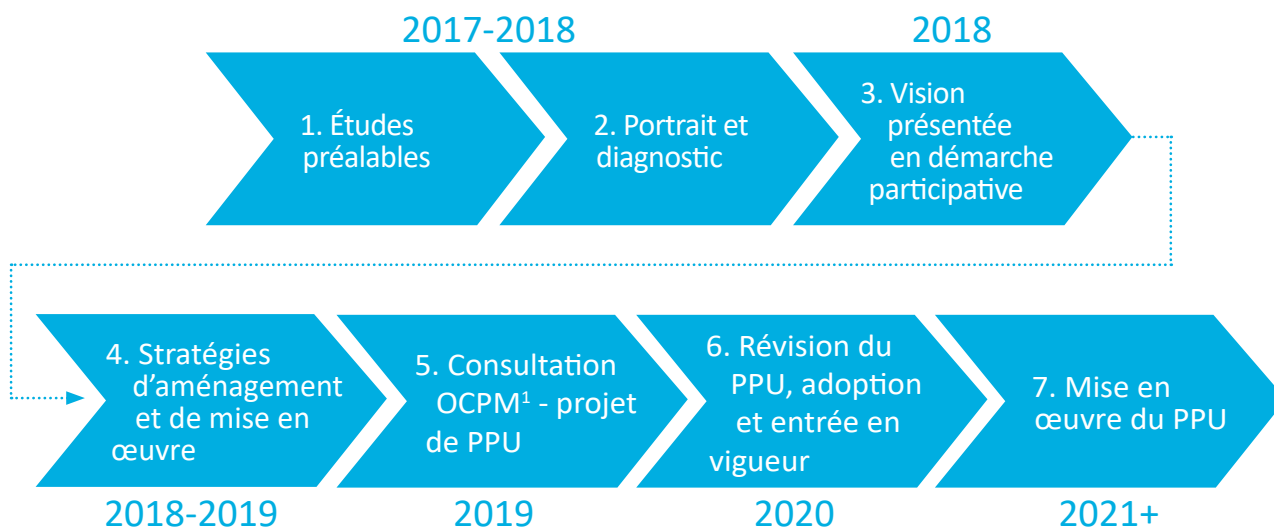 2017-2018
2018
1. Études
préalables
2. Portrait et
diagnostic
3. Vision
présentée
en démarche
participative
4. Stratégies
d’aménagement
et de mise en
œuvre
5. Consultation
OCPM¹ - projet
de PPU
6. Révision du
PPU, adoption
et entrée en
vigueur
7. Mise en
œuvre du PPU
2018-2019
2019
2020
2021+